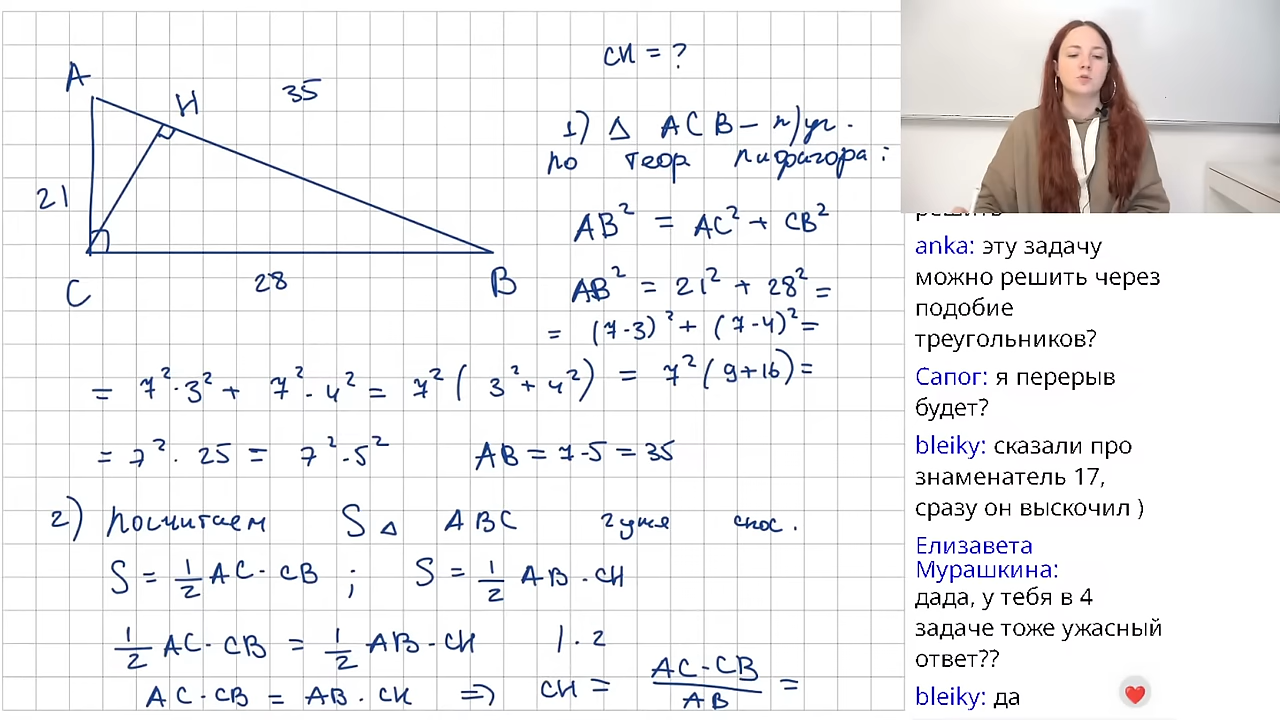 CH = ?
A
H
35
21
C
28
B
1) Δ ACB – п/уг.
по теор пифагора:
AB² = AC² + CB²
AB² = 21² + 28² =
= (7·3)² + (7·4)² =
= 7²·3² + 7²·4² = 7²(3²+4²) = 7²(9+16) =
= 7²·25 = 7²·5² AB = 7·5 = 35
2) Посчитаем S Δ ABC 2умя спос.
S = 1/2 AC·CB ; S = 1/2 AB·CH
1/2 AC·CB = 1/2 AB·CH |·2
AC·CB = AB·CH => CH = AC·CB/AB =
решить
anka: эту задачу
можно решить через
подобие
треугольников?
Сапог: я перерыв
будет?
bleiky: сказали про
знаменатель 17,
сразу он выскочил )
Елизавета
Мурашкина:
дада, у тебя в 4
задаче тоже ужасный
ответ??
bleiky: да